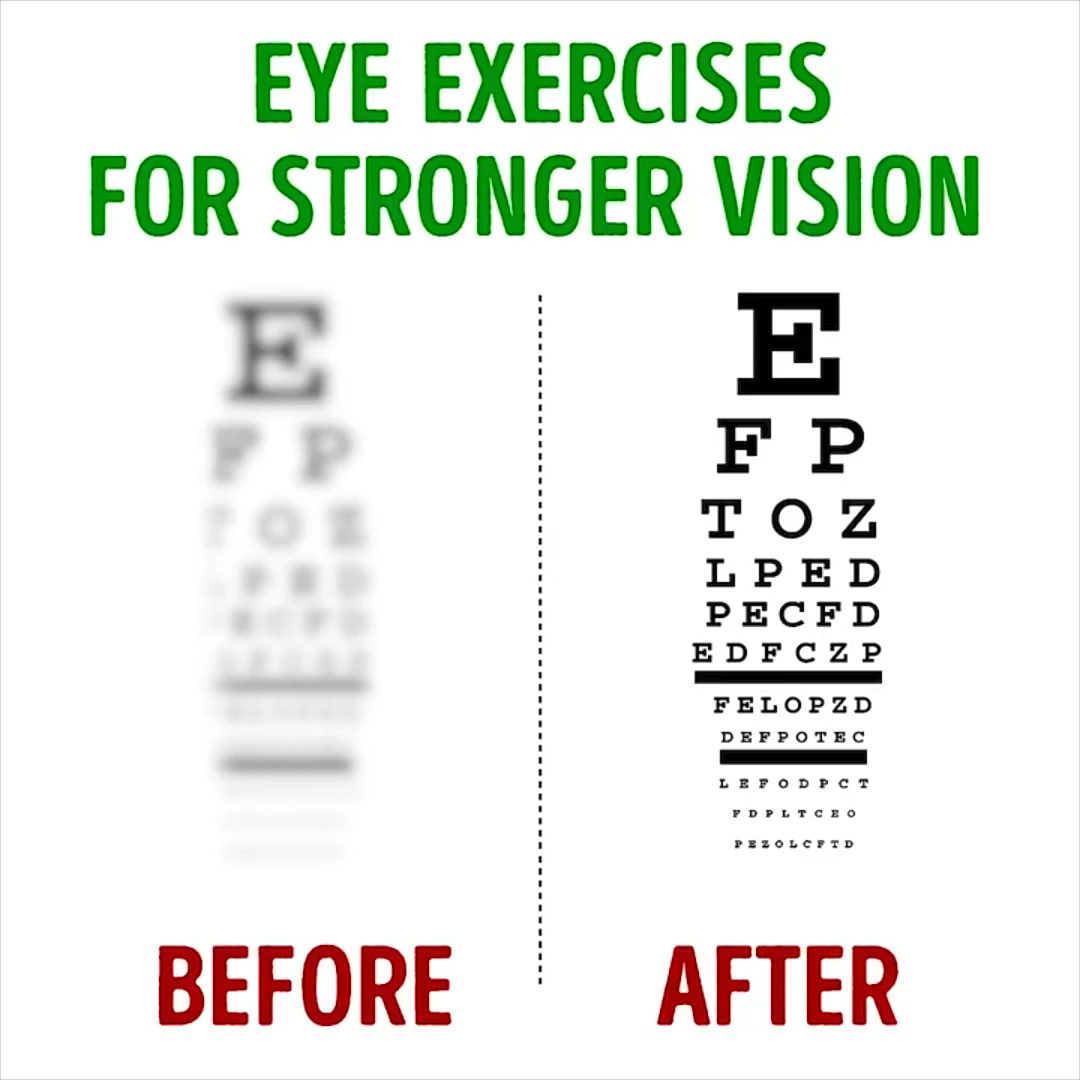 EYE EXERCISES
FOR STRONGER VISION
E
F P
T O Z
L P E D
P E C F D
E D F C Z P
F E L O P Z D
D E F P O T E C
L E F O D P C T
F D P L T C E O
P E Z O L C F T D
E
F P
O Z
P
BEFORE
AFTER